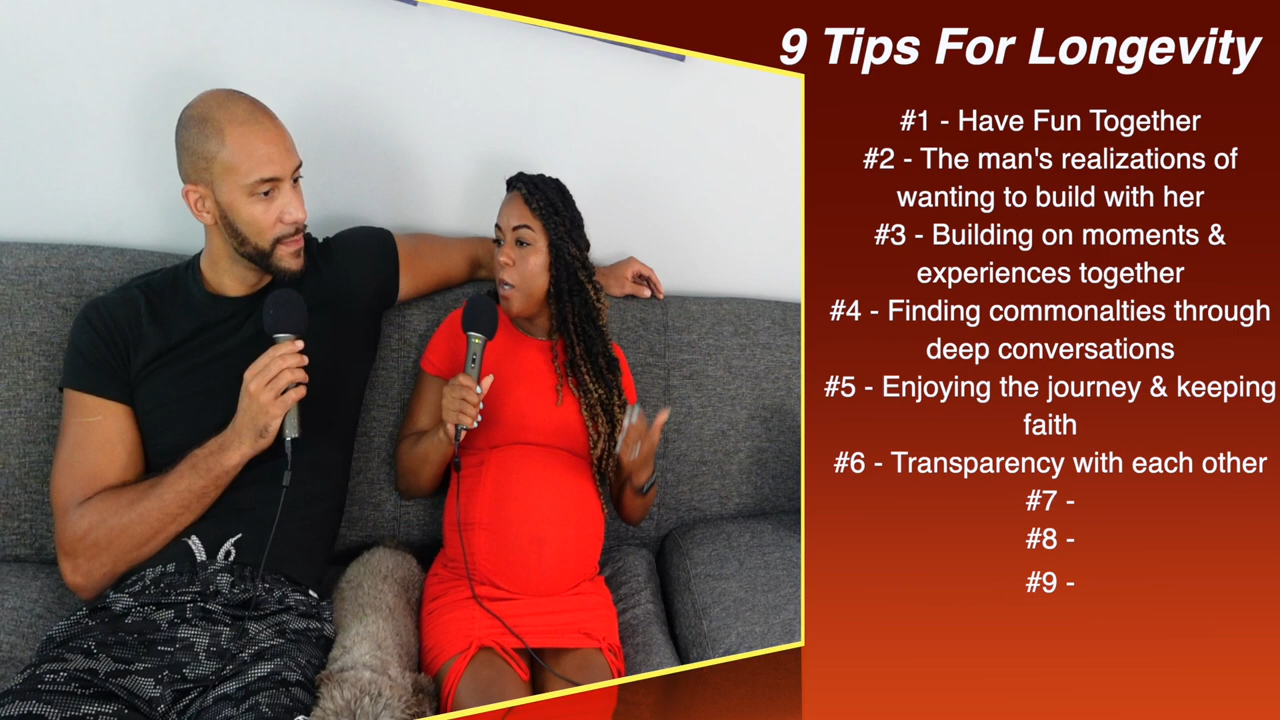 9 Tips For Longevity
#1 - Have Fun Together
#2 - The man's realizations of
wanting to build with her
#3 - Building on moments &
experiences together
#4 - Finding commonalties through
deep conversations
#5 - Enjoying the journey & keeping
faith
#6 - Transparency with each other
#7 -
#8 -
#9 -